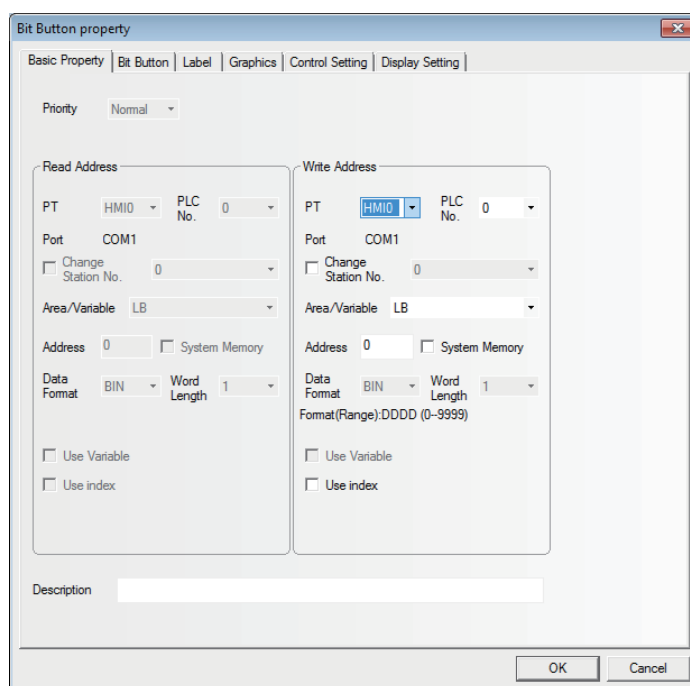 Bit Button property
Basic Property Bit Button Label Graphics Control Setting Display Setting
Priority Normal
Read Address
PT HMI0 PLC No. 0
Port COM1
Change Station No. 0
Area/Variable LB
Address 0 System Memory
Data Format BIN Word Length 1
Use Variable
Use index
Write Address
PT HMI0 PLC No. 0
Port COM1
Change Station No. 0
Area/Variable LB
Address 0 System Memory
Data Format BIN Word Length 1
Format(Range):DDDD (0--9999)
Use Variable
Use index
Description
OK Cancel